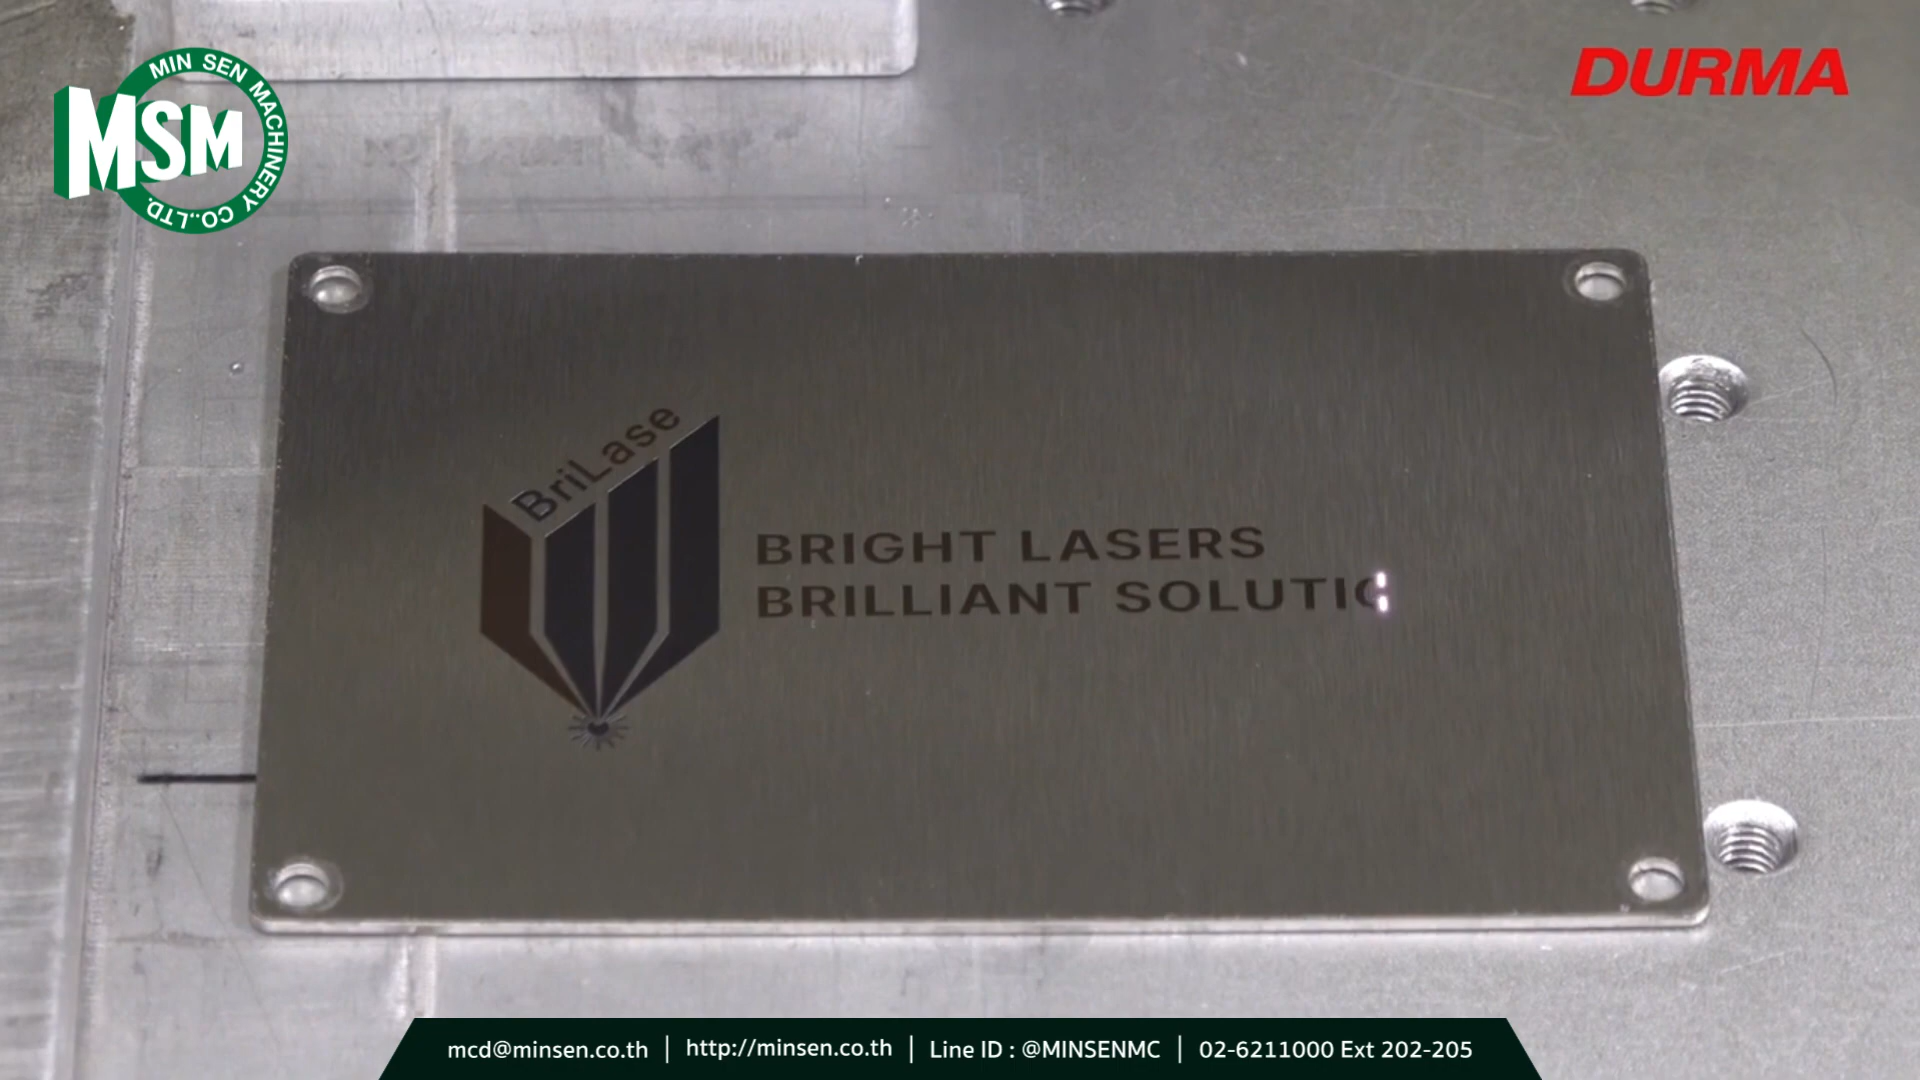 MIN SEN MACHINERY CO.,LTD.
MSM
DURMA
BriLase
BRIGHT LASERS
BRILLIANT SOLUTIO
mcd@minsen.co.th | http://minsen.co.th | Line ID : @MINSENMC | 02-6211000 Ext 202-205